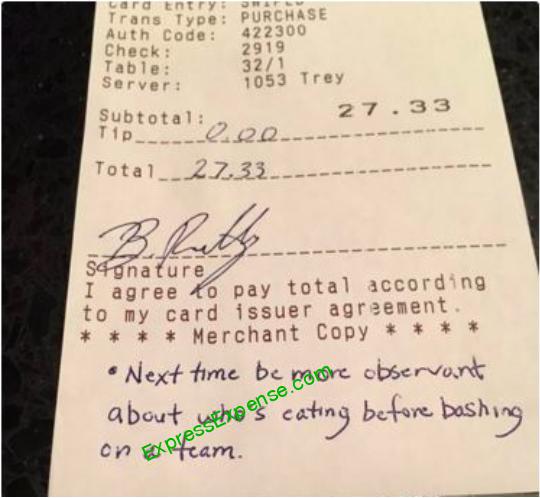 Card Entry: SWIPED
Trans Type: PURCHASE
Auth Code: 422300
Check: 2919
Table: 32/1
Server: 1053 Trey
Subtotal: 27.33
Tip 0.00
Total 27.33
Signature
I agree to pay total according
to my card issuer agreement.
* * * * Merchant Copy * * * *
• Next time be more observant
about who's eating before bashing
on a team.
ExpressExpense.com